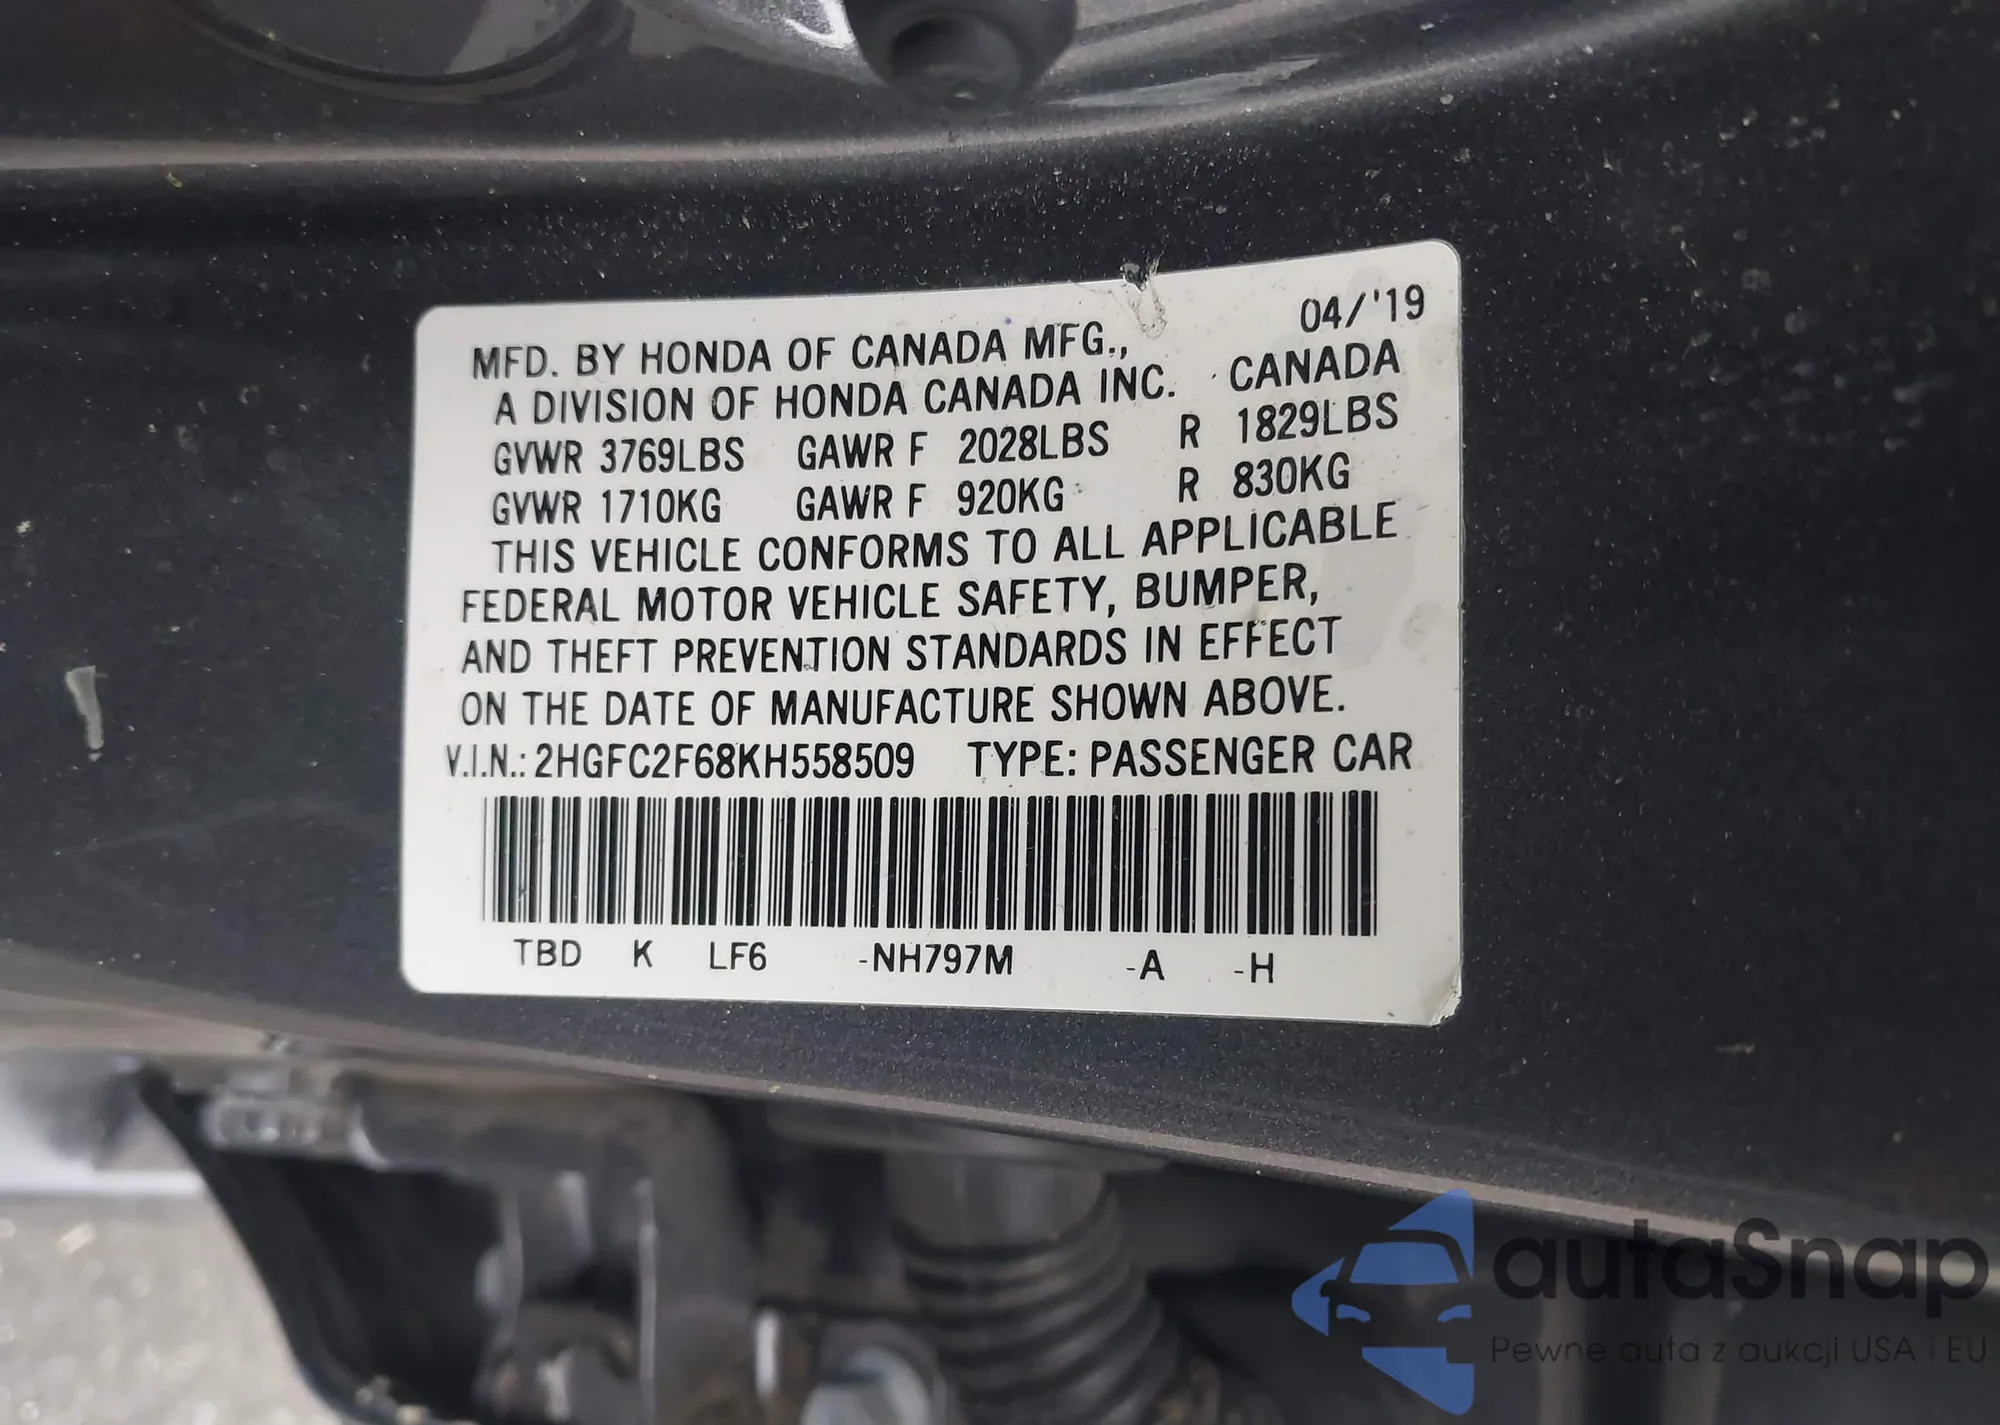 04/'19
MFD. BY HONDA OF CANADA MFG.,
A DIVISION OF HONDA CANADA INC. CANADA
GVWR 3769LBS GAWR F 2028LBS R 1829LBS
GVWR 1710KG GAWR F 920KG R 830KG
THIS VEHICLE CONFORMS TO ALL APPLICABLE
FEDERAL MOTOR VEHICLE SAFETY, BUMPER,
AND THEFT PREVENTION STANDARDS IN EFFECT
ON THE DATE OF MANUFACTURE SHOWN ABOVE.
V.I.N.: 2HGFC2F68KH558509 TYPE: PASSENGER CAR
TBD K LF6 -NH797M -A -H
autaSnap
Pewne auta z aukcji USA i EU